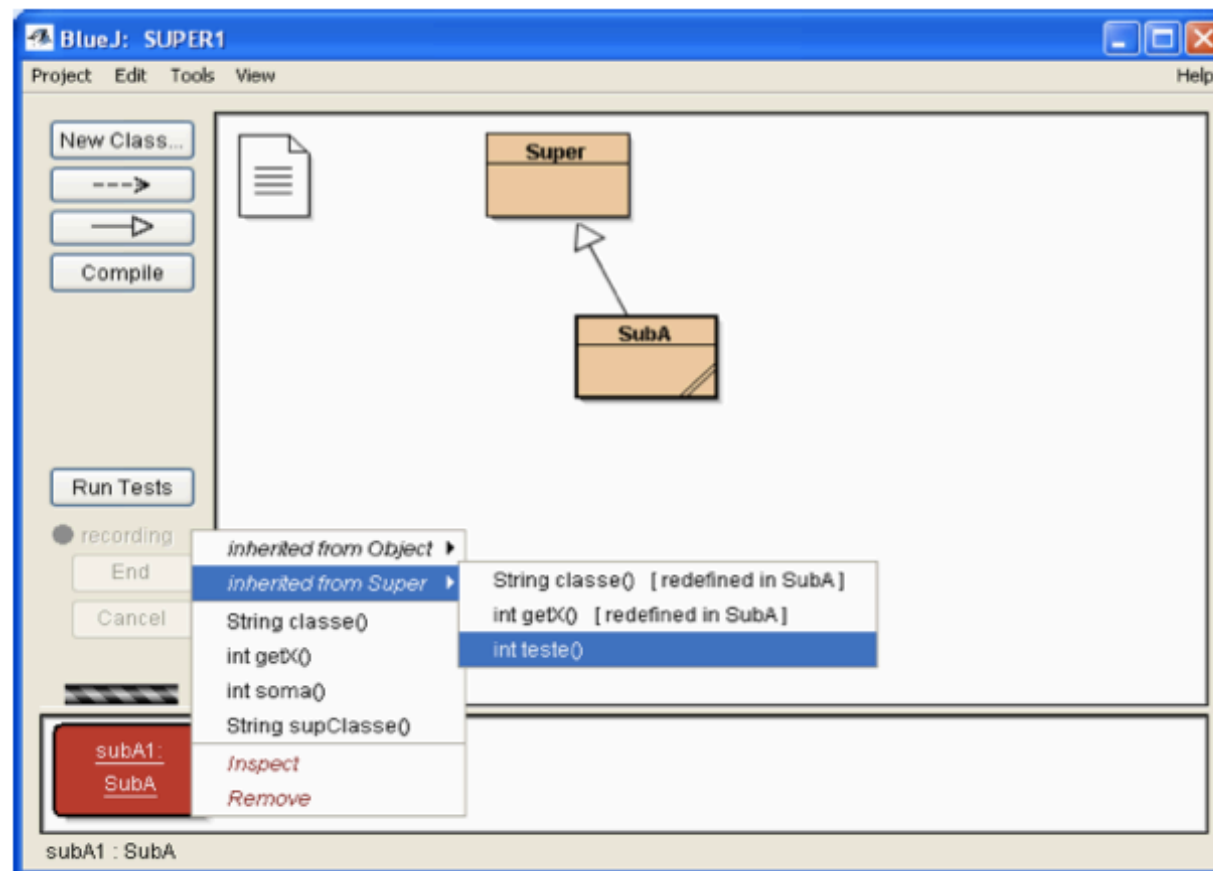 BlueJ: SUPER1
Project Edit Tools View Help
New Class...
Compile
Super
SubA
Run Tests
recording
End
Cancel
inherited from Object
inherited from Super
String classe()
int getX()
int soma()
String supClasse()
Inspect
Remove
String classe() [ redefined in SubA ]
int getX() [ redefined in SubA ]
int teste()
subA1:
SubA
subA1 : SubA